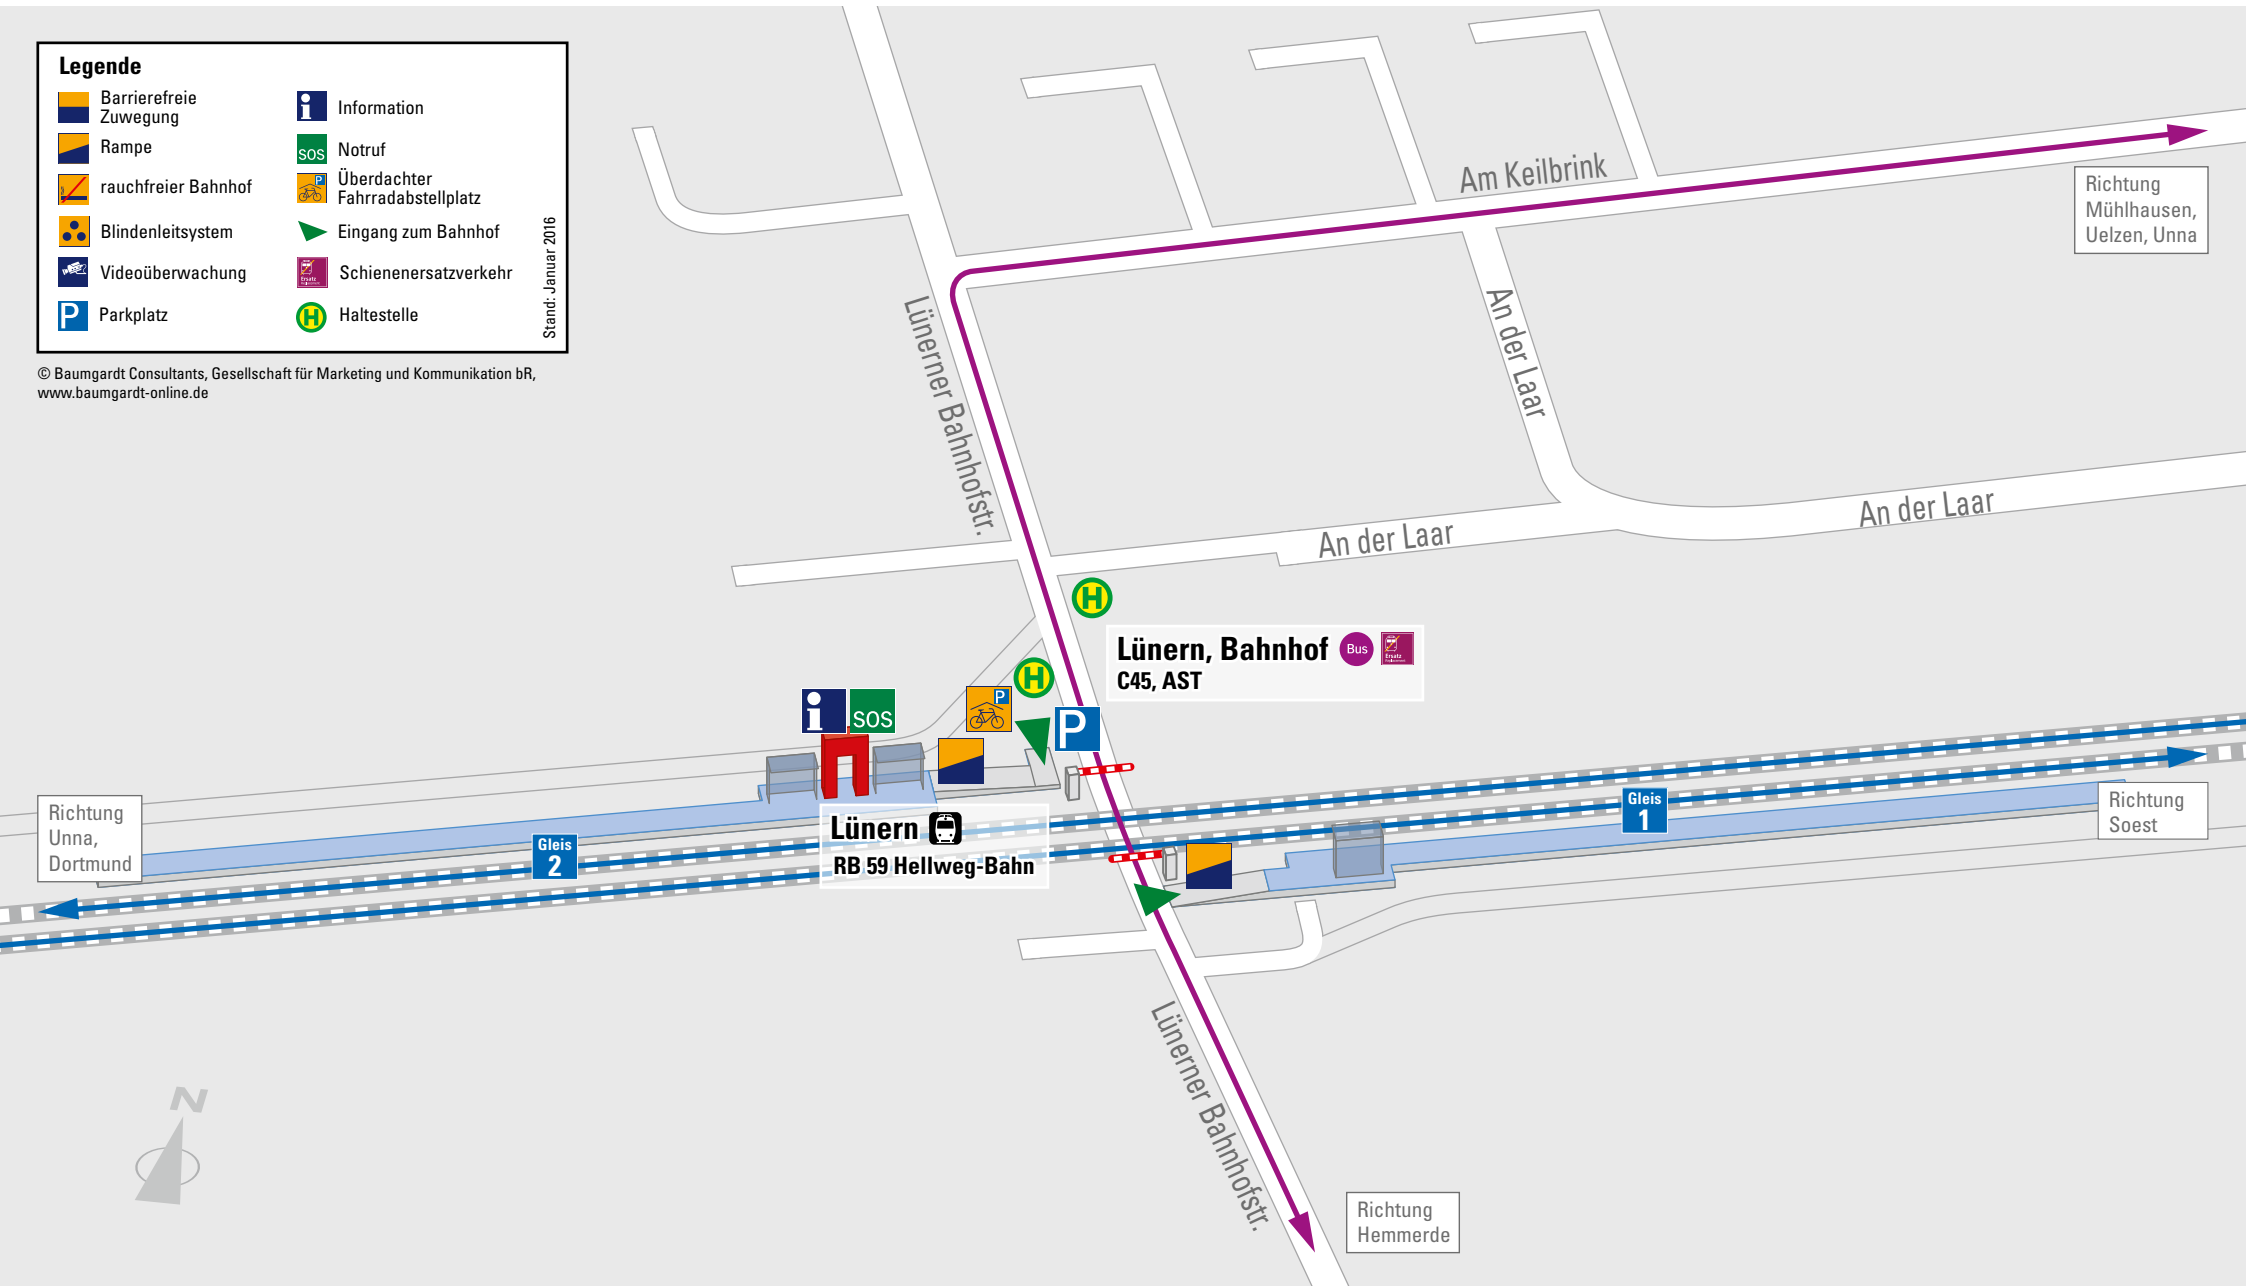 Legende
Barrierefreie
Zuwegung
Rampe
rauchfreier Bahnhof
Blindenleitsystem
Videoüberwachung
P
Parkplatz
i
Information
SOS
Notruf
P
Überdachter
Fahrradabstellplatz
Eingang zum Bahnhof
Ersatz
Schienenersatzverkehr
H
Haltestelle
Stand: Januar 2016
© Baumgardt Consultants, Gesellschaft für Marketing und Kommunikation bR,
www.baumgardt-online.de
Am Keilbrink
Richtung
Mühlhausen,
Uelzen, Unna
Lünerner Bahnhofstr.
An der Laar
An der Laar
An der Laar
H
Lünern, Bahnhof
Bus
Ersatz
C45, AST
H
P
P
i
SOS
Richtung
Unna,
Dortmund
Gleis
2
Lünern
RB 59 Hellweg-Bahn
Gleis
1
Richtung
Soest
Lünerner Bahnhofstr.
N
Richtung
Hemmerde